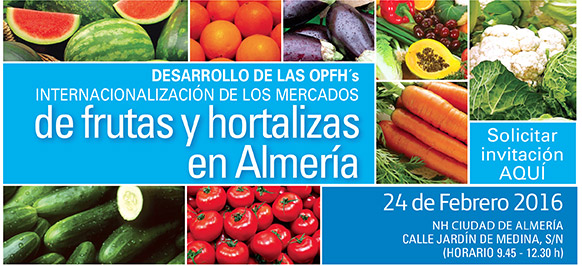 DESARROLLO DE LAS OPFH´s
INTERNACIONALIZACIÓN DE LOS MERCADOS
de frutas y hortalizas
en Almería
Solicitar
invitación
AQUÍ
24 de Febrero 2016
NH CIUDAD DE ALMERÍA
CALLE JARDÍN DE MEDINA, S/N
(HORARIO 9.45 - 12.30 h)